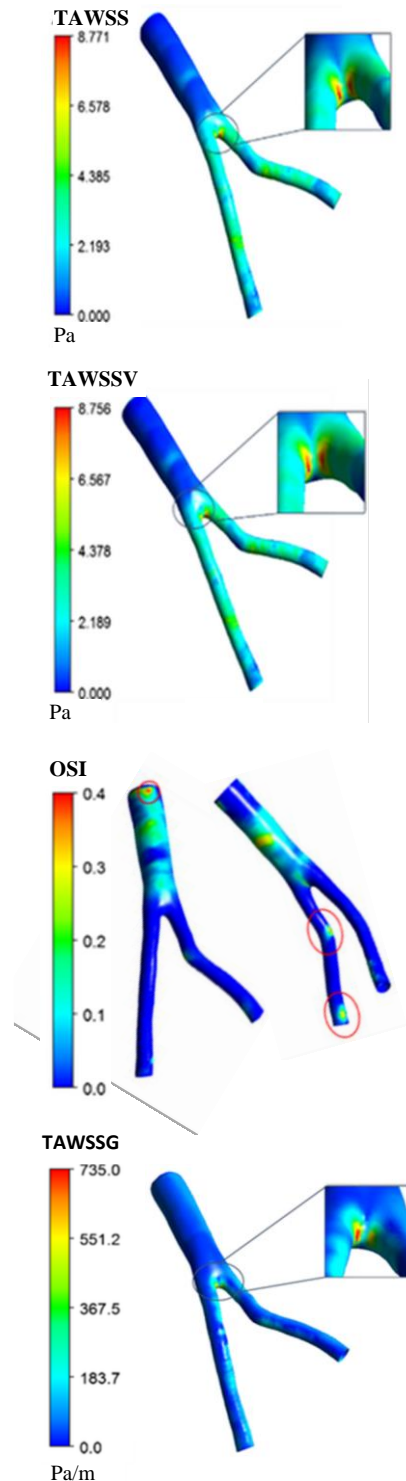 TAWSS
8.771
6.578
4.385
2.193
0.000
Pa
TAWSSV
8.756
6.567
4.378
2.189
0.000
Pa
OSI
0.4
0.3
0.2
0.1
0.0
TAWSSG
735.0
551.2
367.5
183.7
0.0
Pa/m